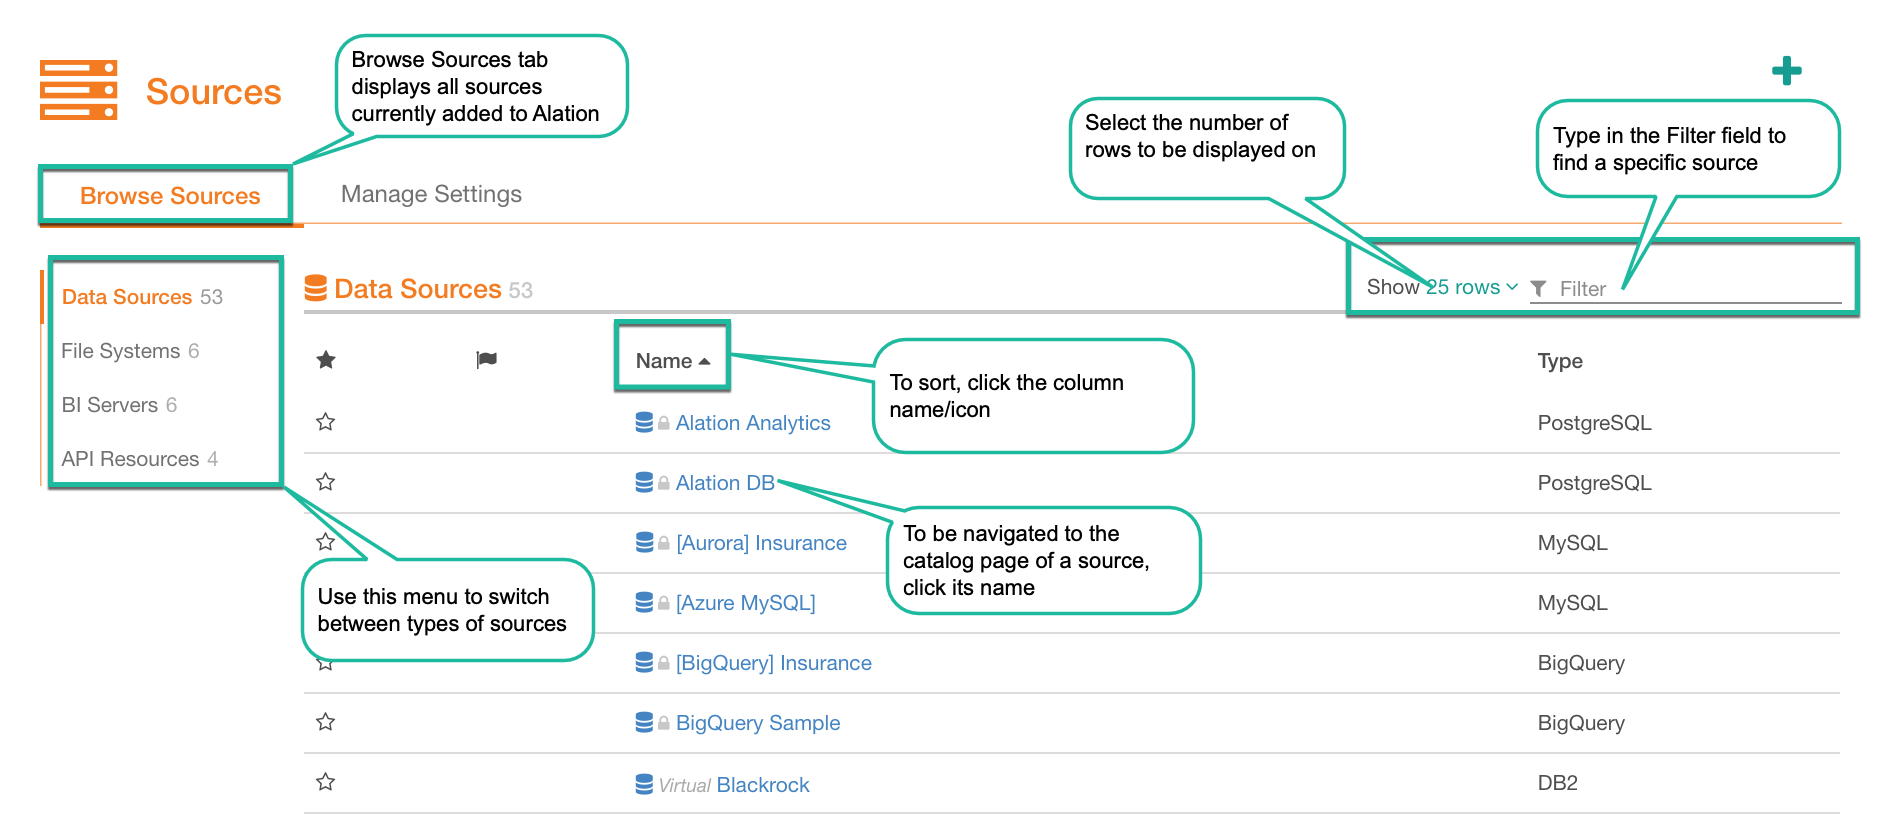 Browse Sources tab
displays all sources
currently added to Alation
Sources
Select the number of
rows to be displayed on
Type in the Filter field to
find a specific source
Browse Sources
Manage Settings
Data Sources 53
File Systems 6
BI Servers 6
API Resources 4
Data Sources 53
Show 25 rows
Filter
Name
Type
To sort, click the column
name/icon
Alation Analytics
PostgreSQL
Alation DB
PostgreSQL
To be navigated to the
catalog page of a source,
click its name
[Aurora] Insurance
MySQL
Use this menu to switch
between types of sources
[Azure MySQL]
MySQL
[BigQuery] Insurance
BigQuery
BigQuery Sample
BigQuery
Virtual Blackrock
DB2